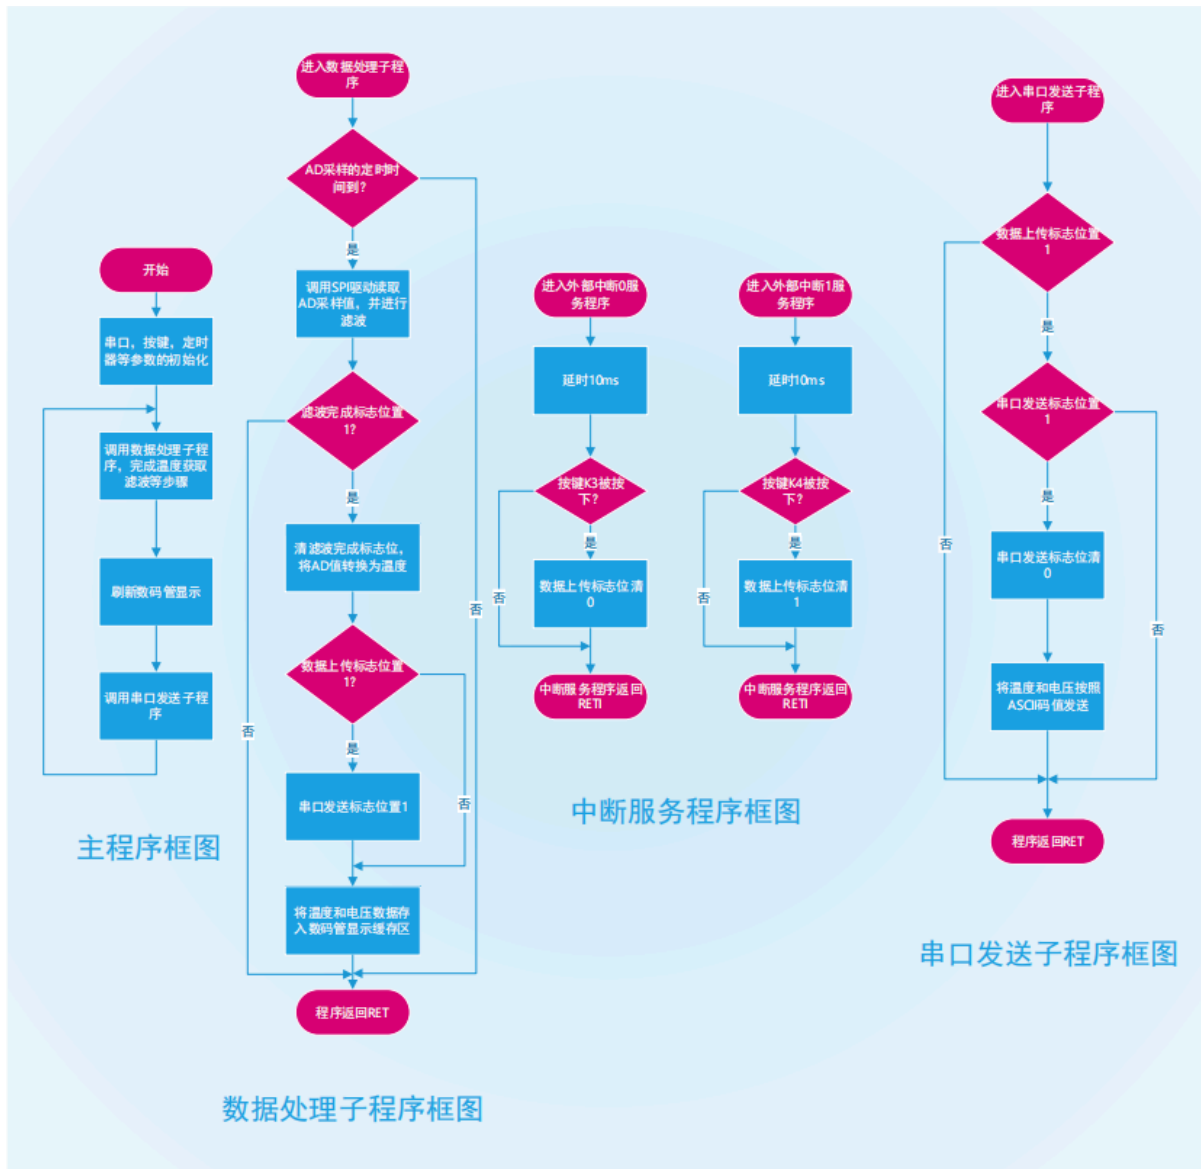 开始
串口，按键，定时
器等参数的初始化
调用数据处理子程
序，完成温度获取
滤波等步骤
刷新数码管显示
调用串口发送子程
序
主程序框图
进入数据处理子程
序
AD采样的定时时
间到？
是
否
调用SPI驱动读取
AD采样值，并进行
滤波
滤波完成标志位置
1？
是
否
清滤波完成标志位，
将AD值转换为温度
数据上传标志位置
1？
是
否
串口发送标志位置1
将温度和电压数据存
入数码管显示缓存区
程序返回RET
数据处理子程序框图
进入外部中断0服
务程序
延时10ms
按键K3被按
下？
是
否
数据上传标志位清
0
中断服务程序返回
RETI
进入外部中断1服
务程序
延时10ms
按键K4被按
下？
是
否
数据上传标志位清
1
中断服务程序返回
RETI
中断服务程序框图
进入串口发送子程
序
数据上传标志位置
1
是
否
串口发送标志位置
1
是
否
串口发送标志位清
0
将温度和电压按照
ASCII码值发送
程序返回RET
串口发送子程序框图